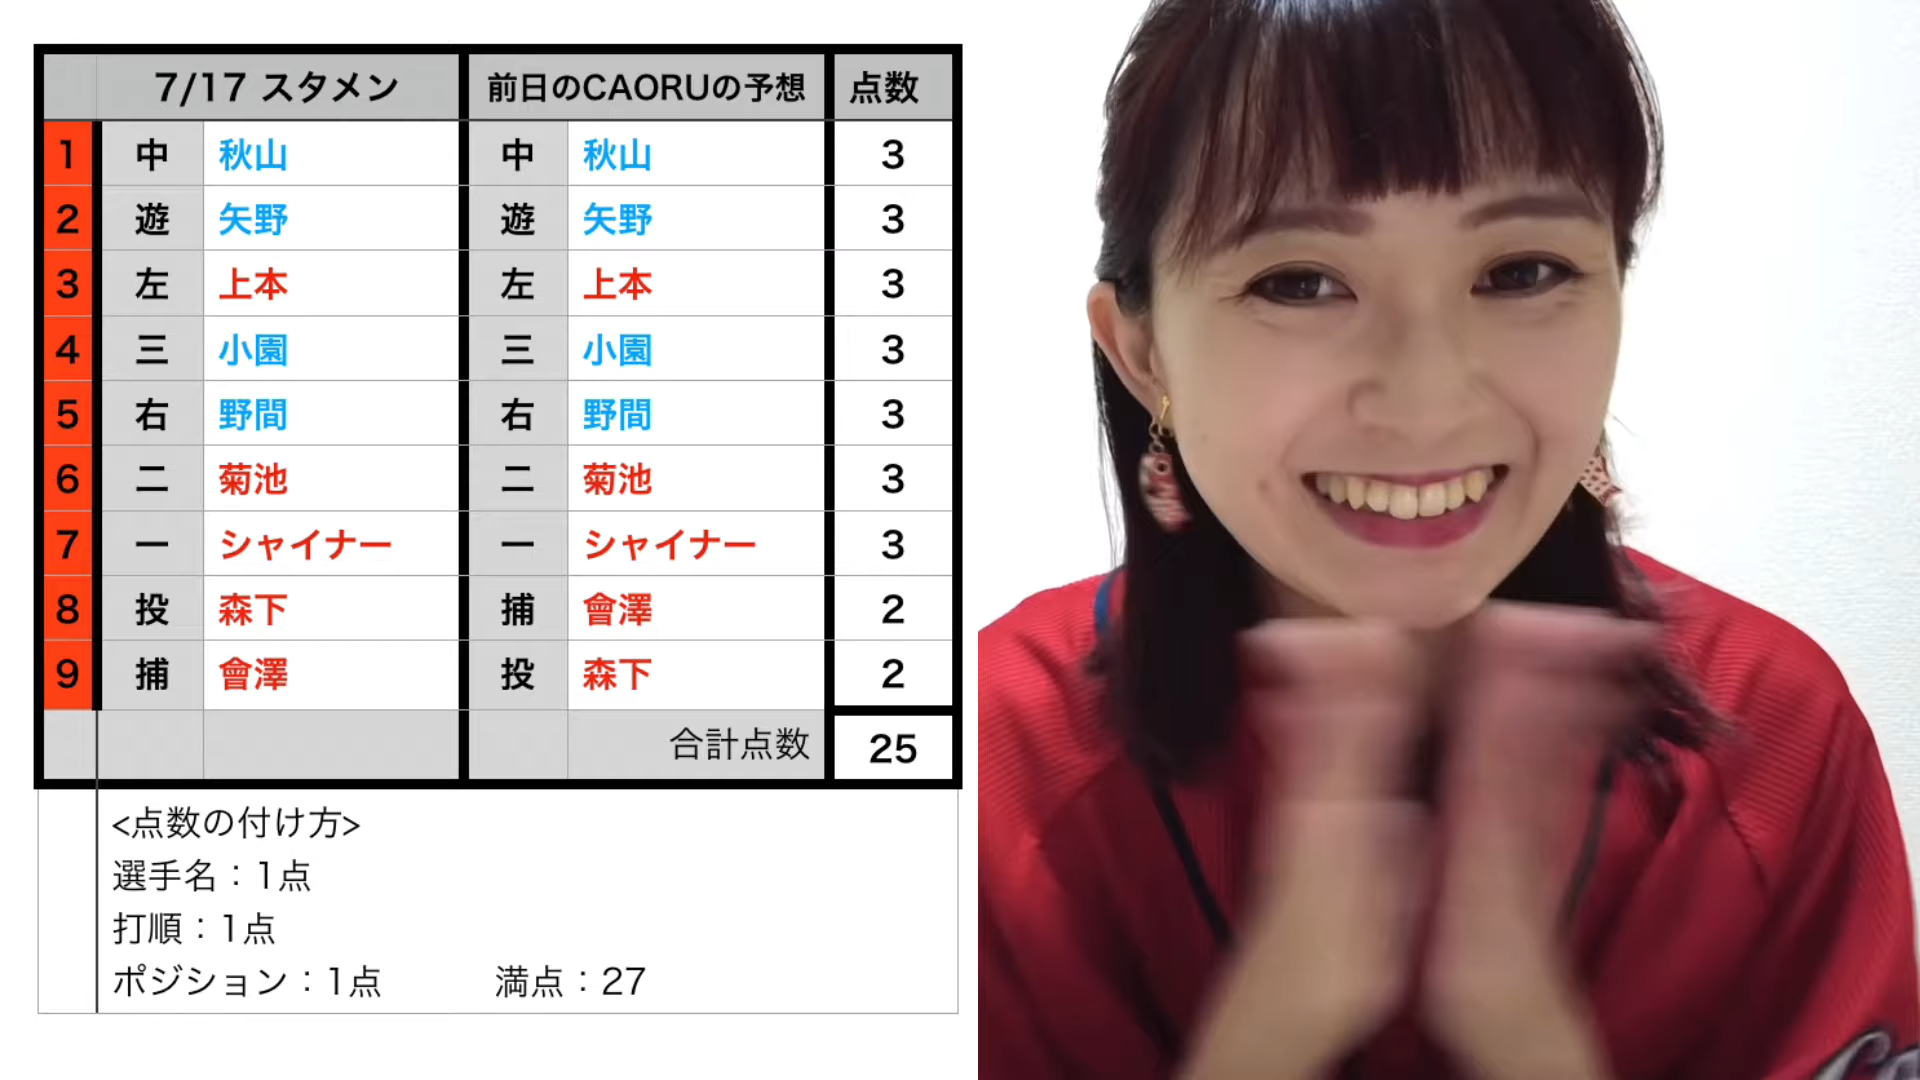 7/17 スタメン 前日のCAORUの予想 点数
1 中 秋山 中 秋山 3
2 遊 矢野 遊 矢野 3
3 左 上本 左 上本 3
4 三 小園 三 小園 3
5 右 野間 右 野間 3
6 二 菊池 二 菊池 3
7 一 シャイナー 一 シャイナー 3
8 投 森下 捕 會澤 2
9 捕 會澤 投 森下 2
合計点数 25
<点数の付け方>
選手名：1点
打順：1点
ポジション：1点 満点：27